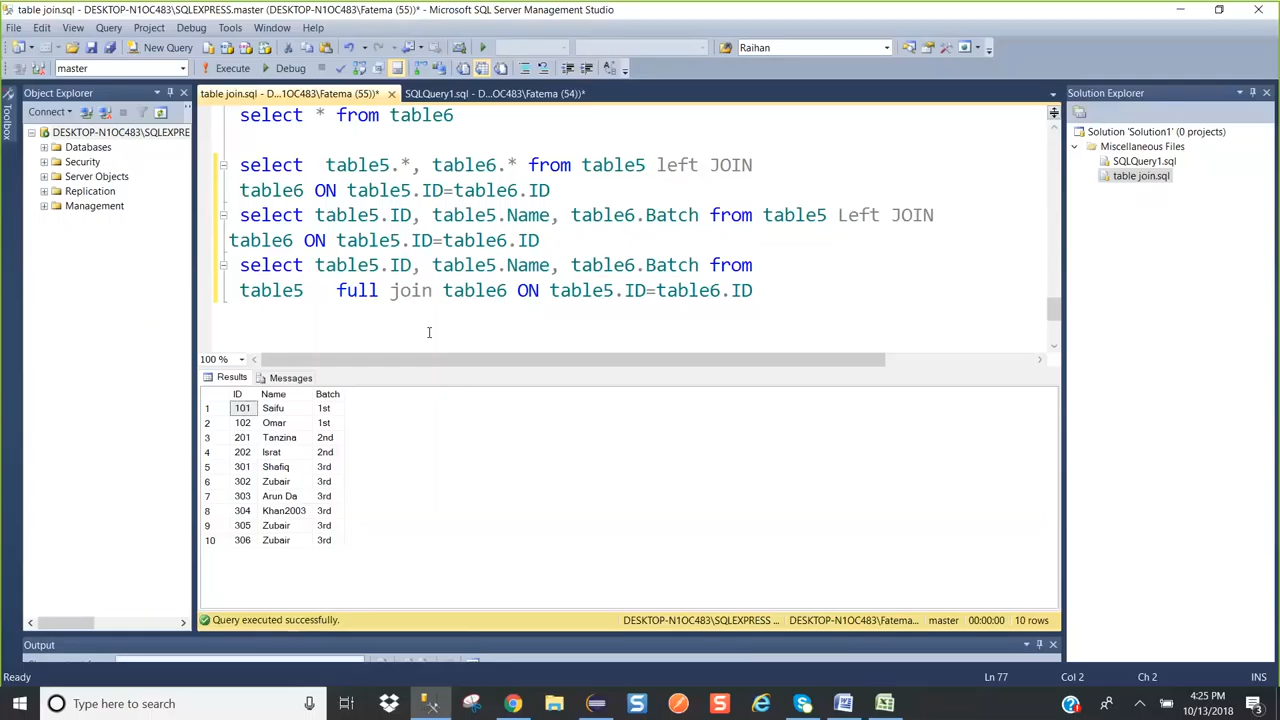 table join.sql - DESKTOP-N1OC483\SQLEXPRESS.master (DESKTOP-N1OC483\Fatema (55))* - Microsoft SQL Server Management Studio
File Edit View Query Project Debug Tools Window Help
New Query Raihan
master Execute Debug
Toolbox
Object Explorer
Connect
DESKTOP-N1OC483\SQLEXPRE
Databases
Security
Server Objects
Replication
Management
table join.sql - D...1OC483\Fatema (55))* SQLQuery1.sql - D...OC483\Fatema (54))*
select * from table6
select table5.*, table6.* from table5 left JOIN
table6 ON table5.ID=table6.ID
select table5.ID, table5.Name, table6.Batch from table5 Left JOIN
table6 ON table5.ID=table6.ID
select table5.ID, table5.Name, table6.Batch from
table5 full join table6 ON table5.ID=table6.ID
100 %
Results Messages
ID Name Batch
1 101 Saifu 1st
2 102 Omar 1st
3 201 Tanzina 2nd
4 202 Israt 2nd
5 301 Shafiq 3rd
6 302 Zubair 3rd
7 303 Arun Da 3rd
8 304 Khan2003 3rd
9 305 Zubair 3rd
10 306 Zubair 3rd
Query executed successfully. DESKTOP-N1OC483\SQLEXPRESS ... DESKTOP-N1OC483\Fatema... master 00:00:00 10 rows
Solution Explorer
Solution 'Solution1' (0 projects)
Miscellaneous Files
SQLQuery1.sql
table join.sql
Output
Ready Ln 77 Col 2 Ch 2 INS
Type here to search
4:25 PM
10/13/2018
3